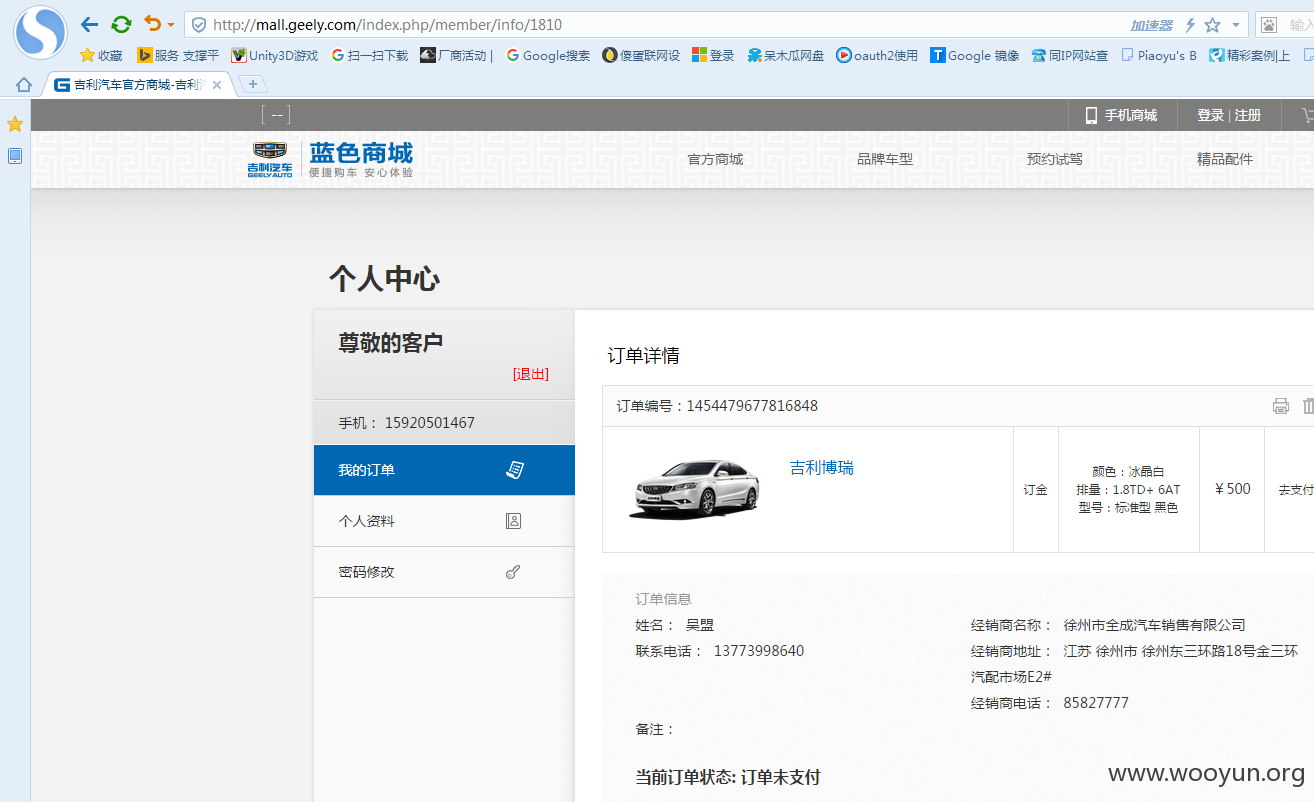 http://mall.geely.com/index.php/member/info/1810
加速器
收藏 服务 支撑平 Unity3D游戏 扫一扫下载 厂商活动| Google搜索 傻蛋联网设 登录 呆木瓜网盘 oauth2使用 Google 镜像 同IP网站查 Piaoyu's B 精彩案例|上
吉利汽车官方商城-吉利
[ -- ] 手机商城 登录 | 注册
吉利汽车 GEELY AUTO 蓝色商城 便捷购车 安心体验
官方商城 品牌车型 预约试驾 精品配件
个人中心
尊敬的客户
[退出]
手机： 15920501467
我的订单
个人资料
密码修改
订单详情
订单编号：1454479677816848
吉利博瑞
订金
颜色：冰晶白
排量：1.8TD+ 6AT
型号：标准型 黑色
￥500
去支付
订单信息
姓名： 吴盟
联系电话： 13773998640
经销商名称： 徐州市全成汽车销售有限公司
经销商地址： 江苏 徐州市 徐州东三环路18号金三环
汽配市场E2#
经销商电话： 85827777
备注：
当前订单状态: 订单未支付
www.wooyun.org